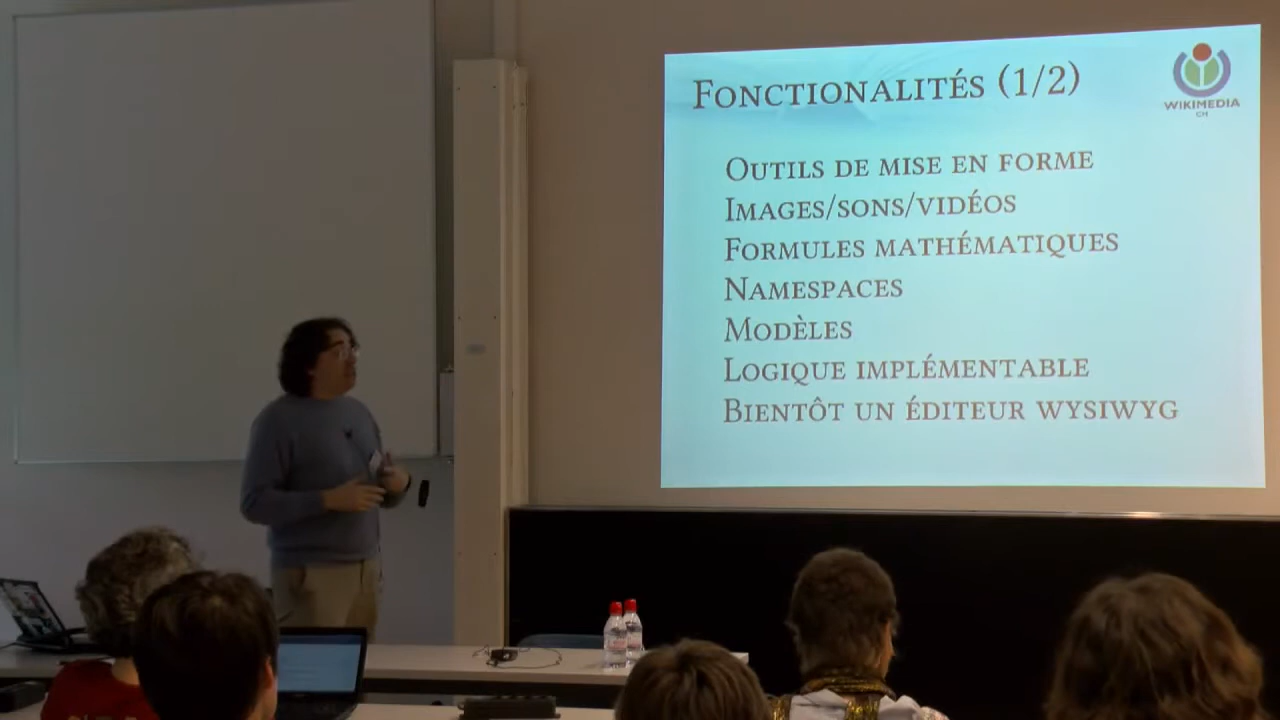 Fonctionalités (1/2)
WIKIMEDIA
CH
Outils de mise en forme
Images/sons/vidéos
Formules mathématiques
Namespaces
Modèles
Logique implémentable
Bientôt un éditeur wysiwyg